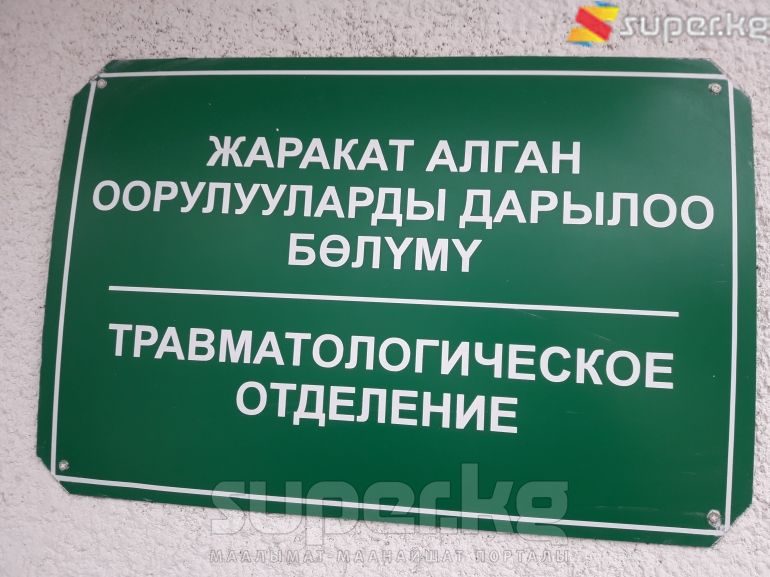 super.kg
ЖАРАКАТ АЛГАН
ООРУЛУУЛАРДЫ ДАРЫЛОО
БӨЛҮМҮ
ТРАВМАТОЛОГИЧЕСКОЕ
ОТДЕЛЕНИЕ
super.kg
МААЛЫМАТ-МААНАЙШАТ ПОРТАЛЫ